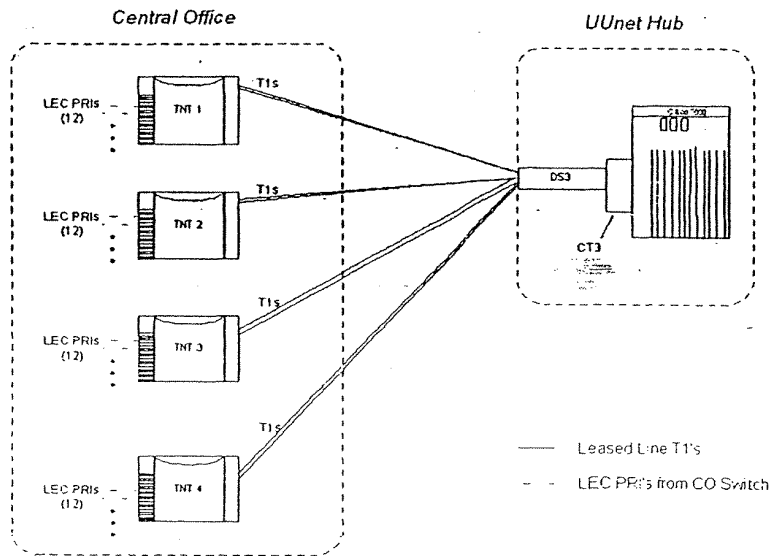 Central Office
UUnet Hub
T1s
LEC PRIs
(12)
TNT 1
T1s
LEC PRIs
(12)
TNT 2
DS3
CT3
T1s
LEC PRIs
(12)
TNT 3
T1s
Leased Line T1's
LEC PRIs
(12)
TNT 4
LEC PRI's from CO Switch